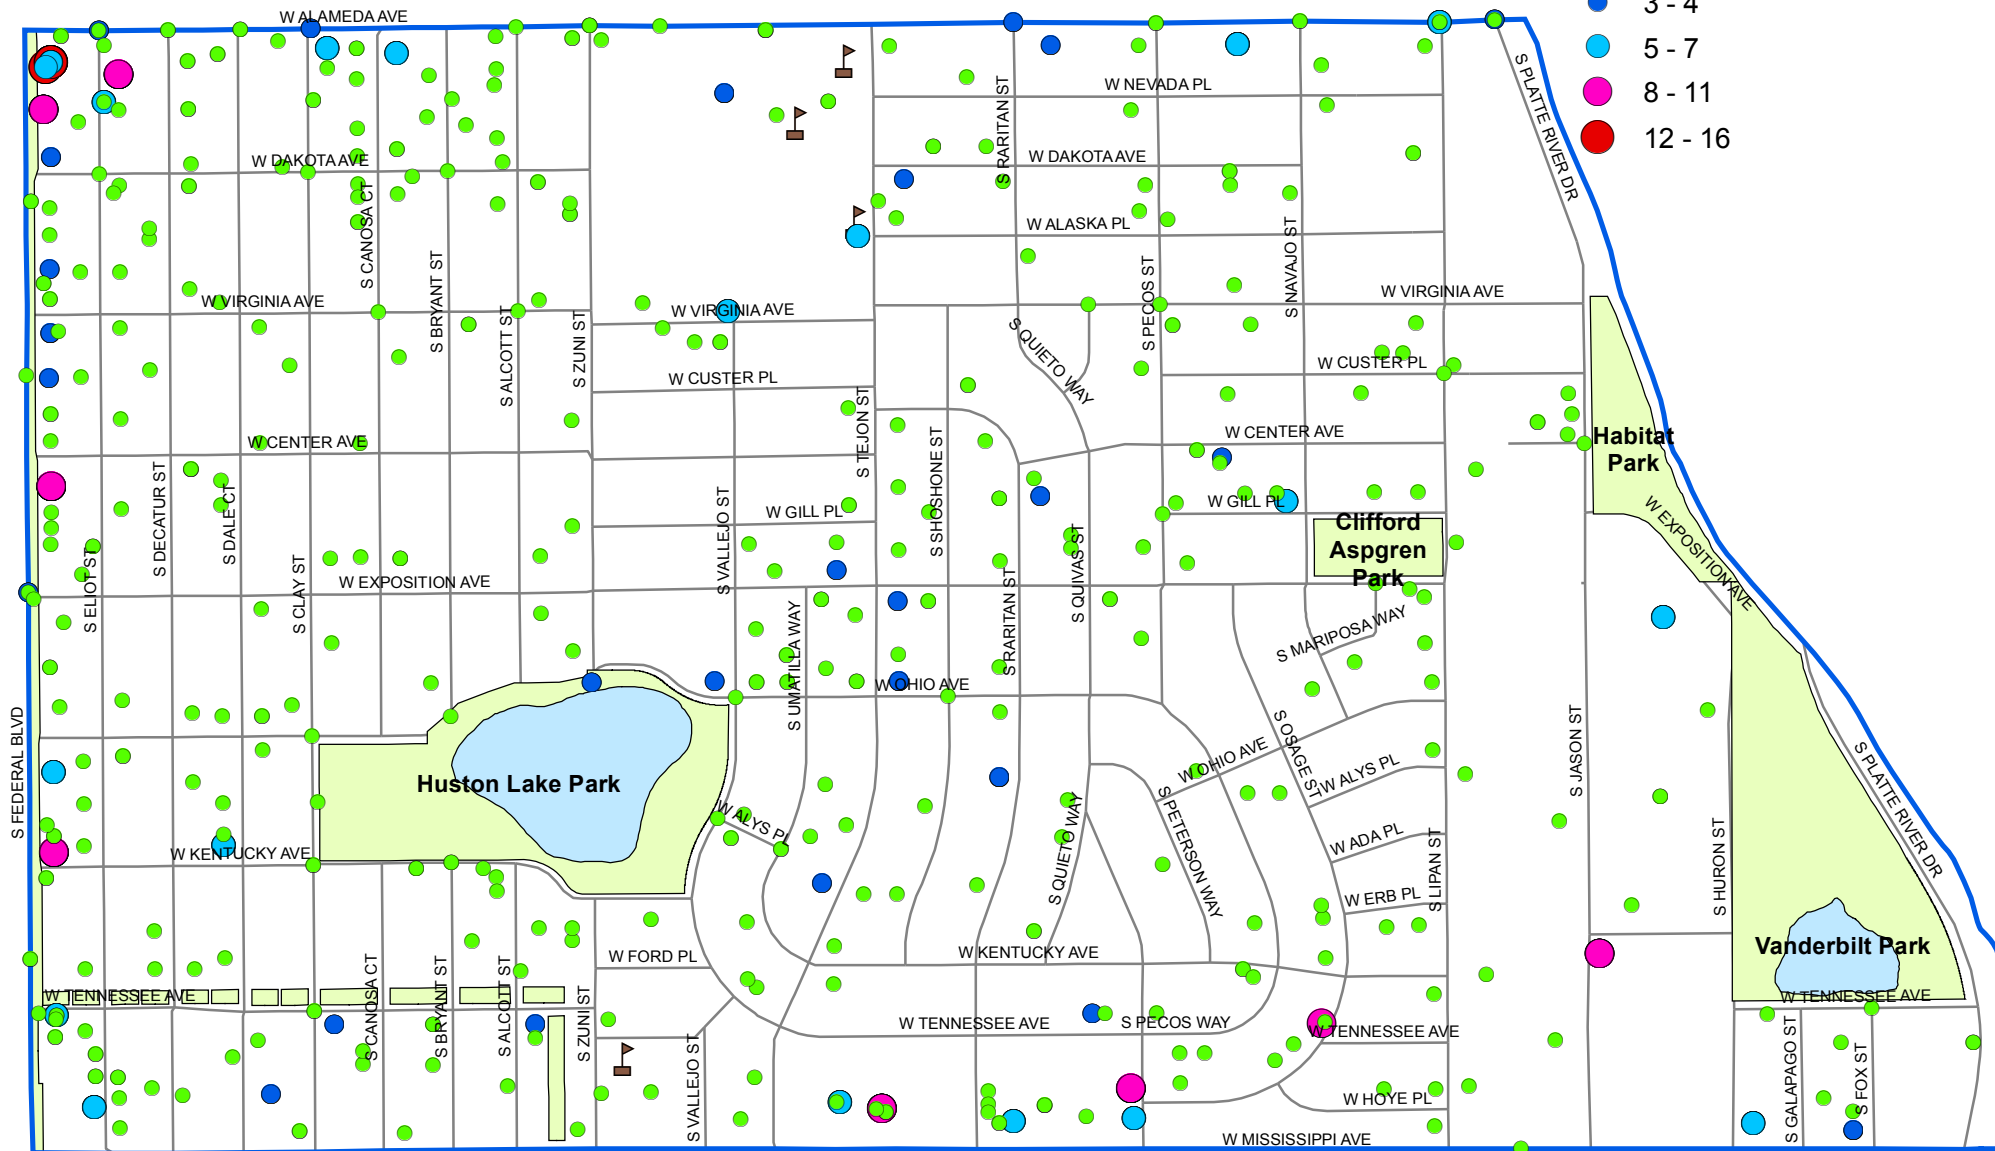 W ALAMEDA AVE
3 - 4
5 - 7
8 - 11
12 - 16
S PLATTE RIVER DR
W NEVADA PL
S RARITAN ST
W DAKOTA AVE
W DAKOTA AVE
S CANOSA CT
W ALASKA PL
S NAVAJO ST
S BRYANT ST
S PECOS ST
W VIRGINIA AVE
W VIRGINIA AVE
W VIRGINIA AVE
S ALCOTT ST
S ZUNI ST
S QUIETO WAY
W CUSTER PL
W CUSTER PL
S TEJON ST
W CENTER AVE
W CENTER AVE
Habitat
Park
S SHOSHONE ST
S DECATUR ST
S DALE CT
S VALLEJO ST
W GILL PL
W GILL PL
Clifford
Aspgren
Park
W EXPOSITION AVE
S ELIOT ST
S CLAY ST
W EXPOSITION AVE
S QUIVAS ST
S RARITAN ST
S UMATILLA WAY
S MARIPOSA WAY
W OHIO AVE
S FEDERAL BLVD
S OSAGE ST
W OHIO AVE
S JASON ST
W ALYS PL
Huston Lake Park
W ALYS PL
S QUIETO WAY
S PETERSON WAY
S PLATTE RIVER DR
W ADA PL
S LIPAN ST
S HURON ST
W KENTUCKY AVE
W ERB PL
W FORD PL
W KENTUCKY AVE
Vanderbilt Park
W TENNESSEE AVE
S CANOSA CT
S BRYANT ST
S ALCOTT ST
S ZUNI ST
W TENNESSEE AVE
W TENNESSEE AVE
S PECOS WAY
W TENNESSEE AVE
S VALLEJO ST
S GALAPAGO ST
S FOX ST
W HOYE PL
W MISSISSIPPI AVE